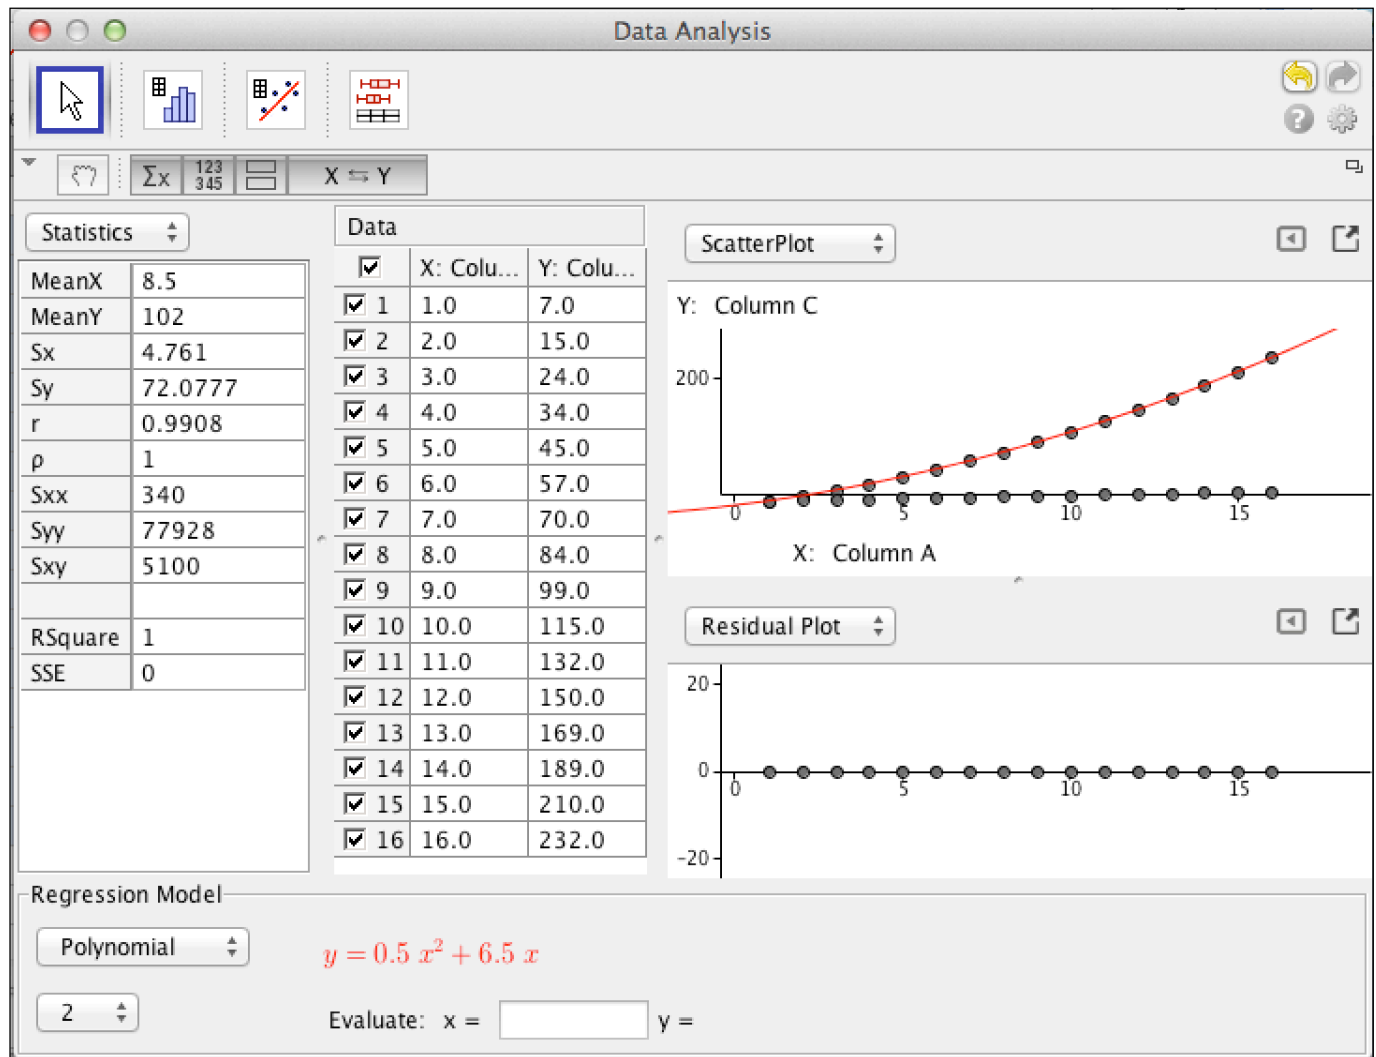 Data Analysis
123
345
Σx
X ⇆ Y
Statistics
MeanX 8.5
MeanY 102
Sx 4.761
Sy 72.0777
r 0.9908
ρ 1
Sxx 340
Syy 77928
Sxy 5100
RSquare 1
SSE 0
Data
X: Colu... Y: Colu...
1 1.0 7.0
2 2.0 15.0
3 3.0 24.0
4 4.0 34.0
5 5.0 45.0
6 6.0 57.0
7 7.0 70.0
8 8.0 84.0
9 9.0 99.0
10 10.0 115.0
11 11.0 132.0
12 12.0 150.0
13 13.0 169.0
14 14.0 189.0
15 15.0 210.0
16 16.0 232.0
ScatterPlot
Y: Column C
200
0 5 10 15
X: Column A
Residual Plot
20
0
0 5 10 15
-20
Regression Model
Polynomial
y = 0.5 x² + 6.5 x
2
Evaluate: x = y =